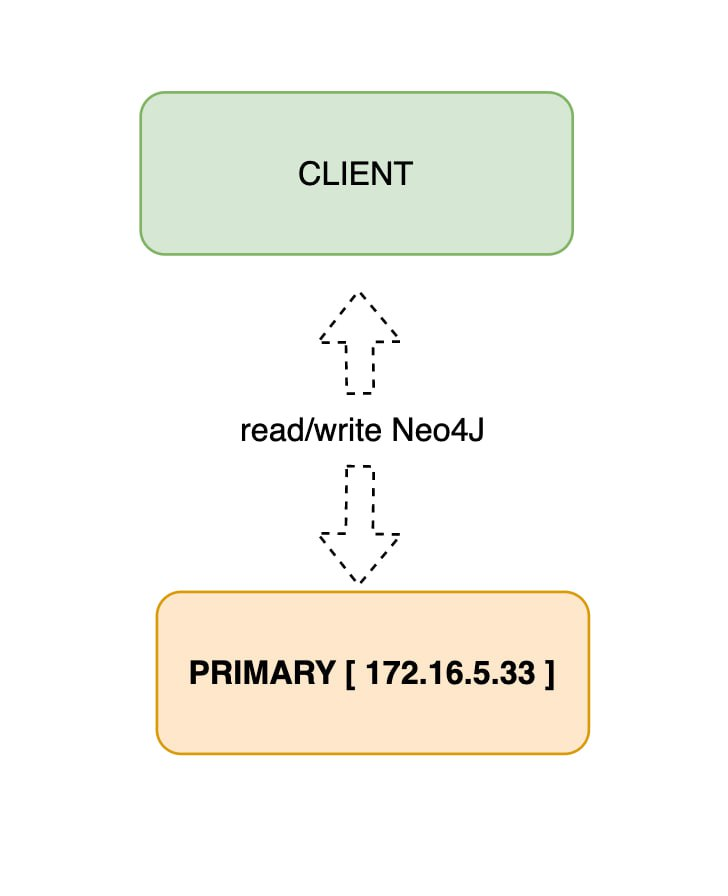 CLIENT
read/write Neo4J
PRIMARY [ 172.16.5.33 ]